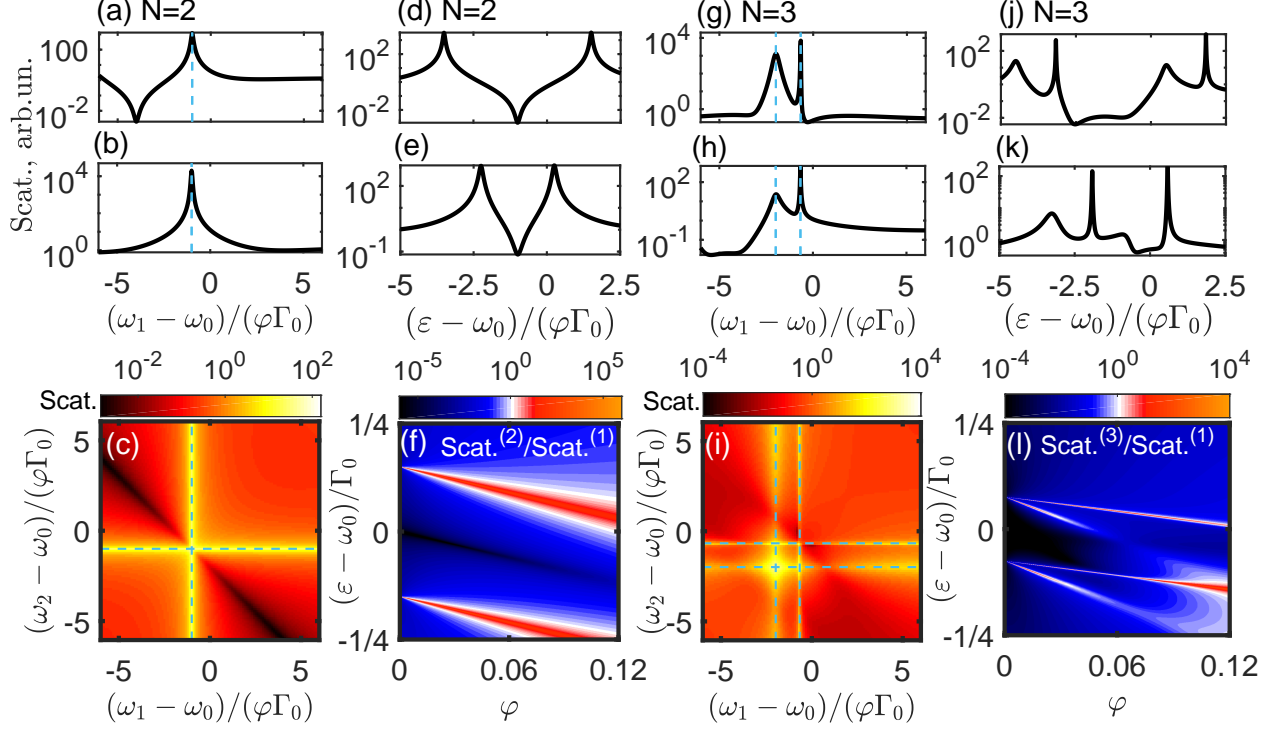 (a) N=2
(d) N=2
(g) N=3
(j) N=3
Scat., arb.un.
100
10^-2
10^2
10^-2
10^4
10^0
10^2
10^-2
(b)
(e)
(h)
(k)
10^4
10^0
10^2
10^-1
10^2
10^-1
10^2
10^0
-5 0 5
-5 -2.5 0 2.5
-5 0 5
-5 -2.5 0 2.5
(ω₁ − ω₀)/(φΓ₀)
(ε − ω₀)/(φΓ₀)
(ω₁ − ω₀)/(φΓ₀)
(ε − ω₀)/(φΓ₀)
10^-2 10^0 10^2
10^-5 10^0 10^5
10^-4 10^0 10^4
10^-4 10^0 10^4
Scat.
Scat.
(c)
(f) Scat.^(2)/Scat.^(1)
(i)
(l) Scat.^(3)/Scat.^(1)
(ω₂ − ω₀)/(φΓ₀)
5
0
-5
(ε − ω₀)/Γ₀
1/4
0
-1/4
(ω₂ − ω₀)/(φΓ₀)
5
0
-5
(ε − ω₀)/Γ₀
1/4
0
-1/4
-5 0 5
0 0.06 0.12
-5 0 5
0 0.06 0.12
(ω₁ − ω₀)/(φΓ₀)
φ
(ω₁ − ω₀)/(φΓ₀)
φ